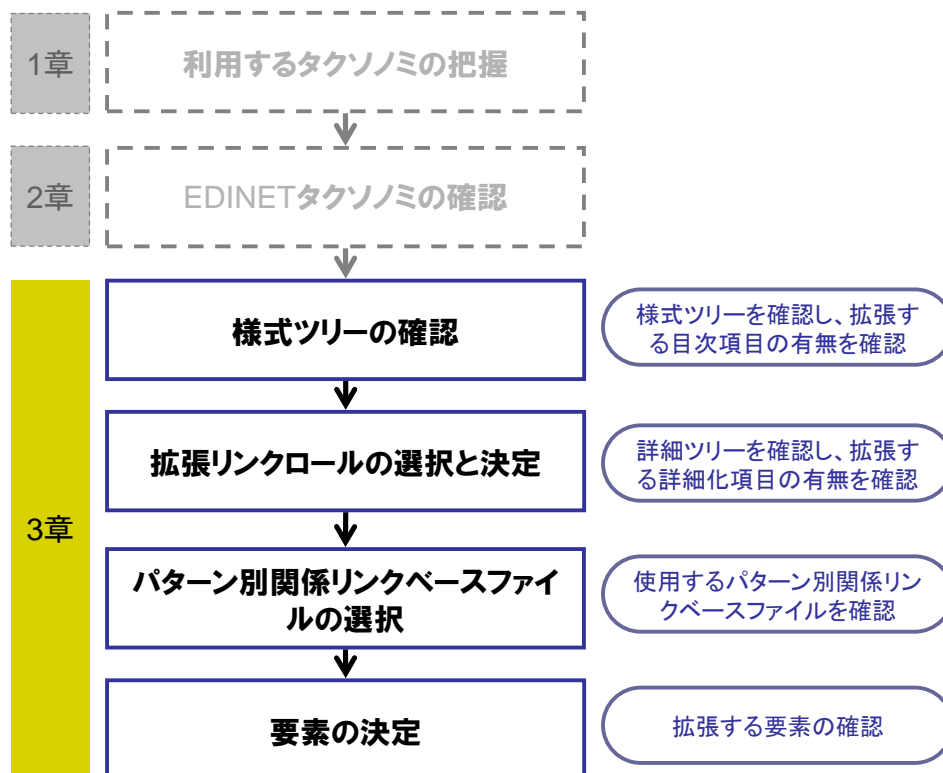 1章
利用するタクソノミの把握
2章
EDINETタクソノミの確認
3章
様式ツリーの確認
様式ツリーを確認し、拡張す
る目次項目の有無を確認
拡張リンクロールの選択と決定
詳細ツリーを確認し、拡張す
る詳細化項目の有無を確認
パターン別関係リンクベースファイ
ルの選択
使用するパターン別関係リン
クベースファイルを確認
要素の決定
拡張する要素の確認